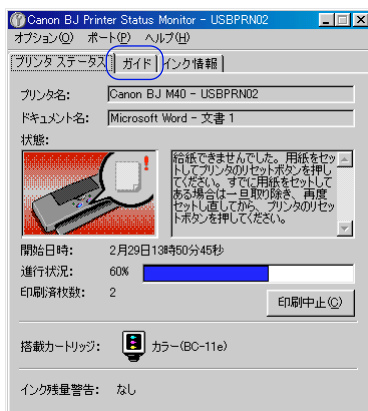 Canon BJ Printer Status Monitor - USBPRN02
オプション(O) ポート(P) ヘルプ(H)
プリンタ ステータス ガイド インク情報
プリンタ名: Canon BJ M40 - USBPRN02
ドキュメント名: Microsoft Word - 文書 1
状態:
給紙できませんでした。用紙をセッ
トしてプリンタのリセットボタンを押し
てください。すでに用紙をセットして
ある場合は一旦取り除き、再度
セットし直してから、プリンタのリセッ
トボタンを押してください。
開始日時: 2月29日13時50分45秒
進行状況: 60%
印刷済枚数: 2
印刷中止(C)
搭載カートリッジ: カラー(BC-11e)
インク残量警告: なし